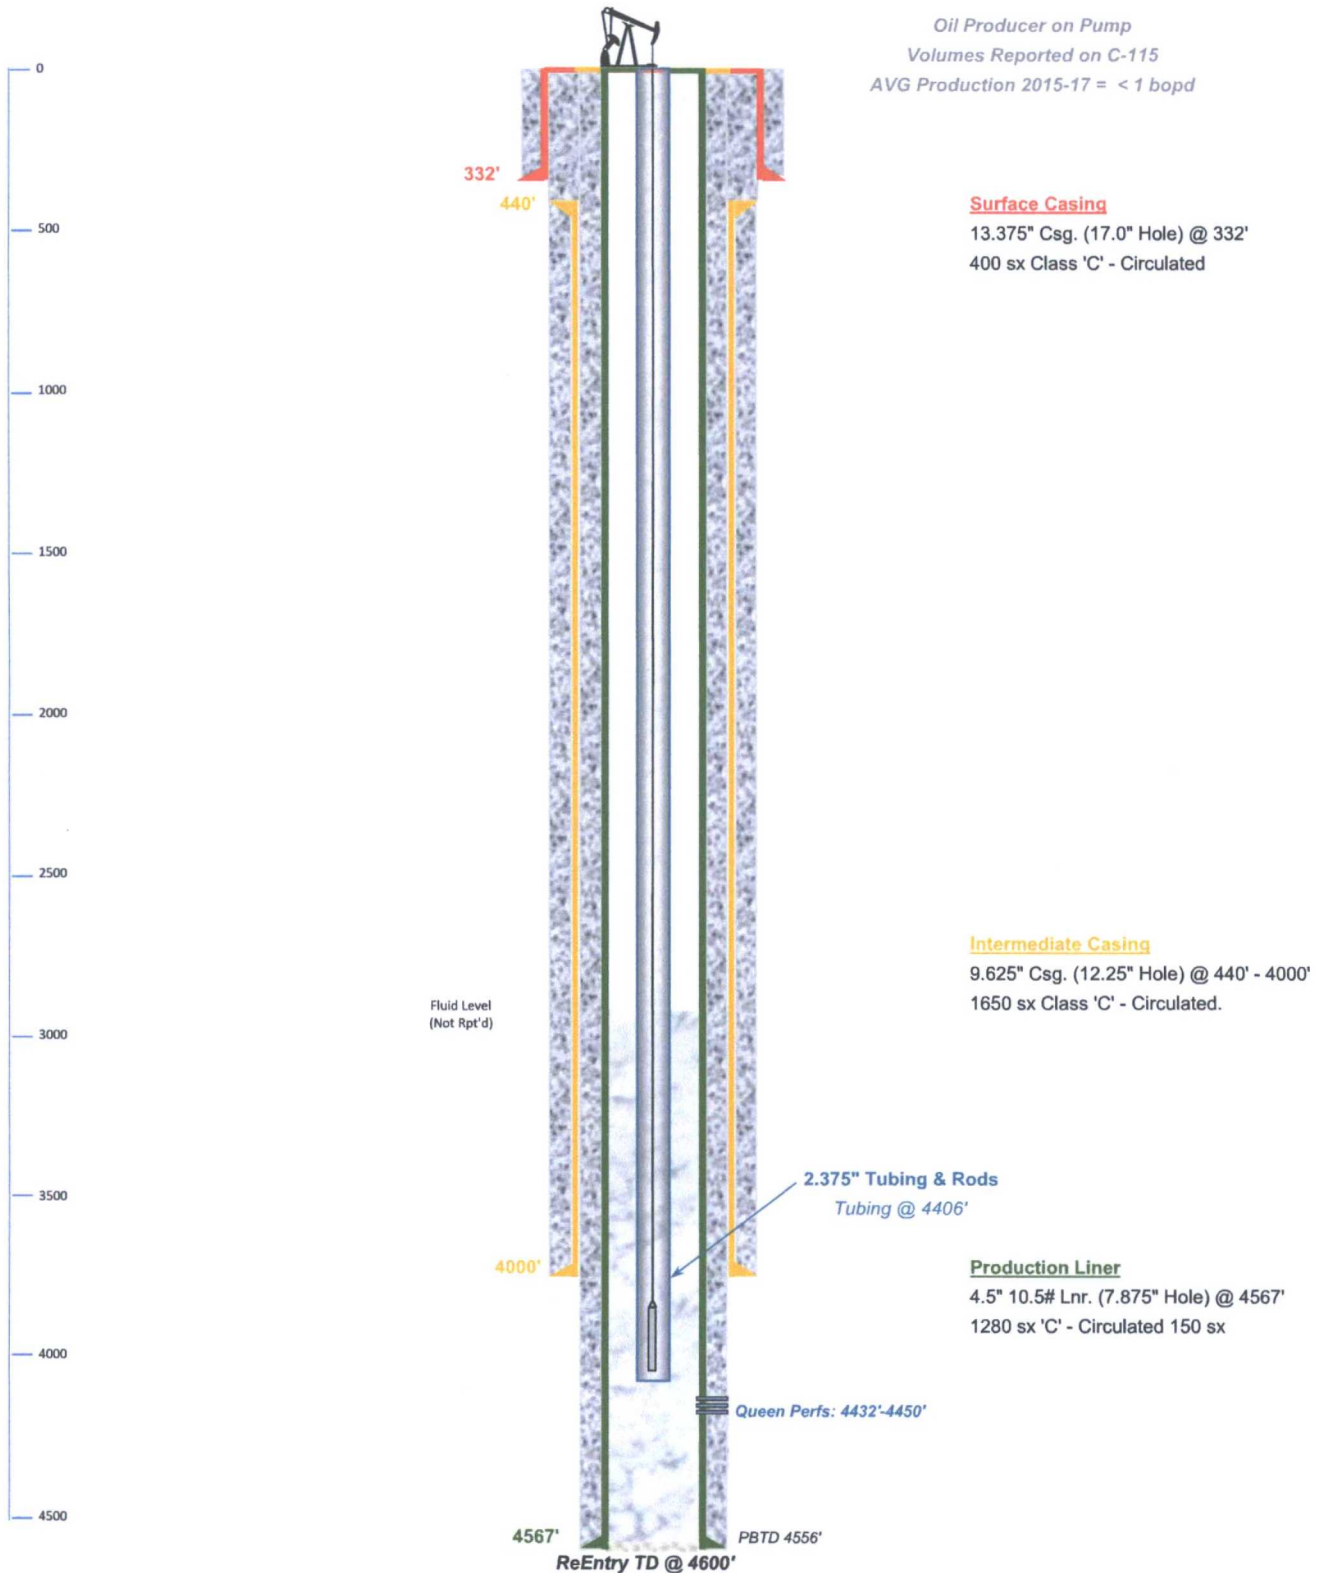 Oil Producer on Pump
Volumes Reported on C-115
AVG Production 2015-17 = < 1 bopd
0
332'
440'
500
Surface Casing
13.375" Csg. (17.0" Hole) @ 332'
400 sx Class 'C' - Circulated
1000
1500
2000
2500
Intermediate Casing
9.625" Csg. (12.25" Hole) @ 440' - 4000'
1650 sx Class 'C' - Circulated.
Fluid Level
(Not Rpt'd)
3000
3500
2.375" Tubing & Rods
Tubing @ 4406'
4000'
Production Liner
4.5" 10.5# Lnr. (7.875" Hole) @ 4567'
1280 sx 'C' - Circulated 150 sx
4000
Queen Perfs: 4432'-4450'
4500
4567'
PBTD 4556'
ReEntry TD @ 4600'